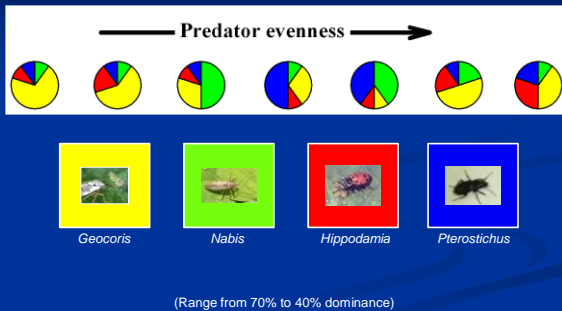 Predator evenness
Geocoris
Nabis
Hippodamia
Pterostichus
(Range from 70% to 40% dominance)